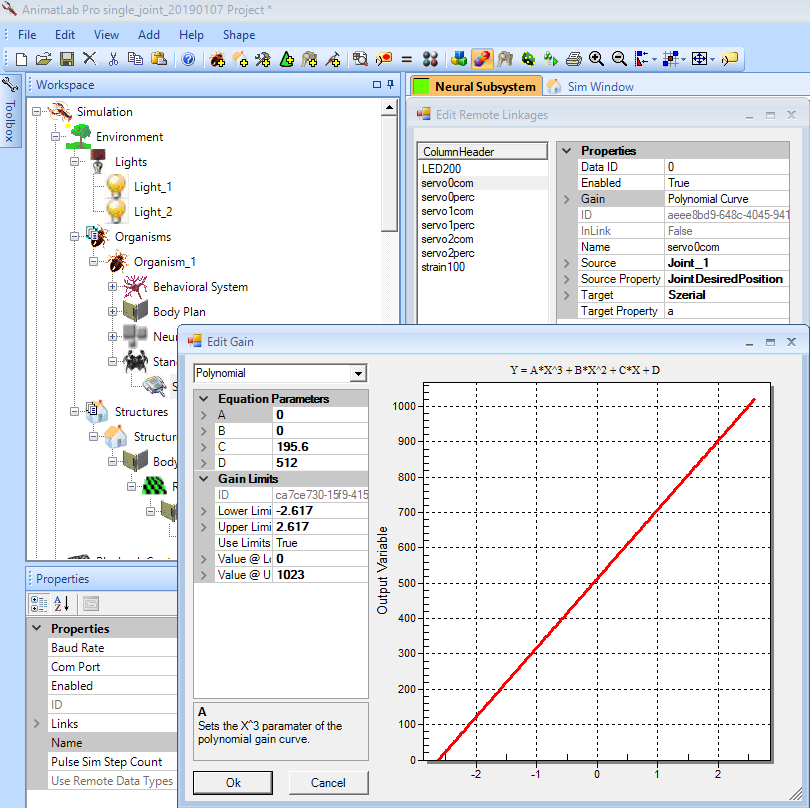 AnimatLab Pro single_joint_20190107 Project *
File Edit View Add Help Shape
Toolbox
Workspace
Simulation
Environment
Lights
Light_1
Light_2
Organisms
Organism_1
Behavioral System
Body Plan
Neu
Stan
S
Structures
Structur
Body
R
Neural Subsystem
Sim Window
Edit Remote Linkages
ColumnHeader
LED200
servo0com
servo0perc
servo1com
servo1perc
servo2com
servo2perc
strain100
Properties
Data ID 0
Enabled True
Gain Polynomial Curve
ID aeee8bd9-648c-4045-941
InLink False
Name servo0com
Source Joint_1
Source Property JointDesiredPosition
Target Szerial
Target Property a
Edit Gain
Polynomial
Equation Parameters
A 0
B 0
C 195.6
D 512
Gain Limits
ID ca7ce730-15f9-415
Lower Limi -2.617
Upper Limi 2.617
Use Limits True
Value @ Lo 0
Value @ U 1023
A
Sets the X^3 paramater of the
polynomial gain curve.
Ok
Cancel
Y = A*X^3 + B*X^2 + C*X + D
Output Variable
1000
900
800
700
600
500
400
300
200
100
0
-2 -1 0 1 2
Properties
Properties
Baud Rate
Com Port
Enabled
ID
Links
Name
Pulse Sim Step Count
Use Remote Data Types